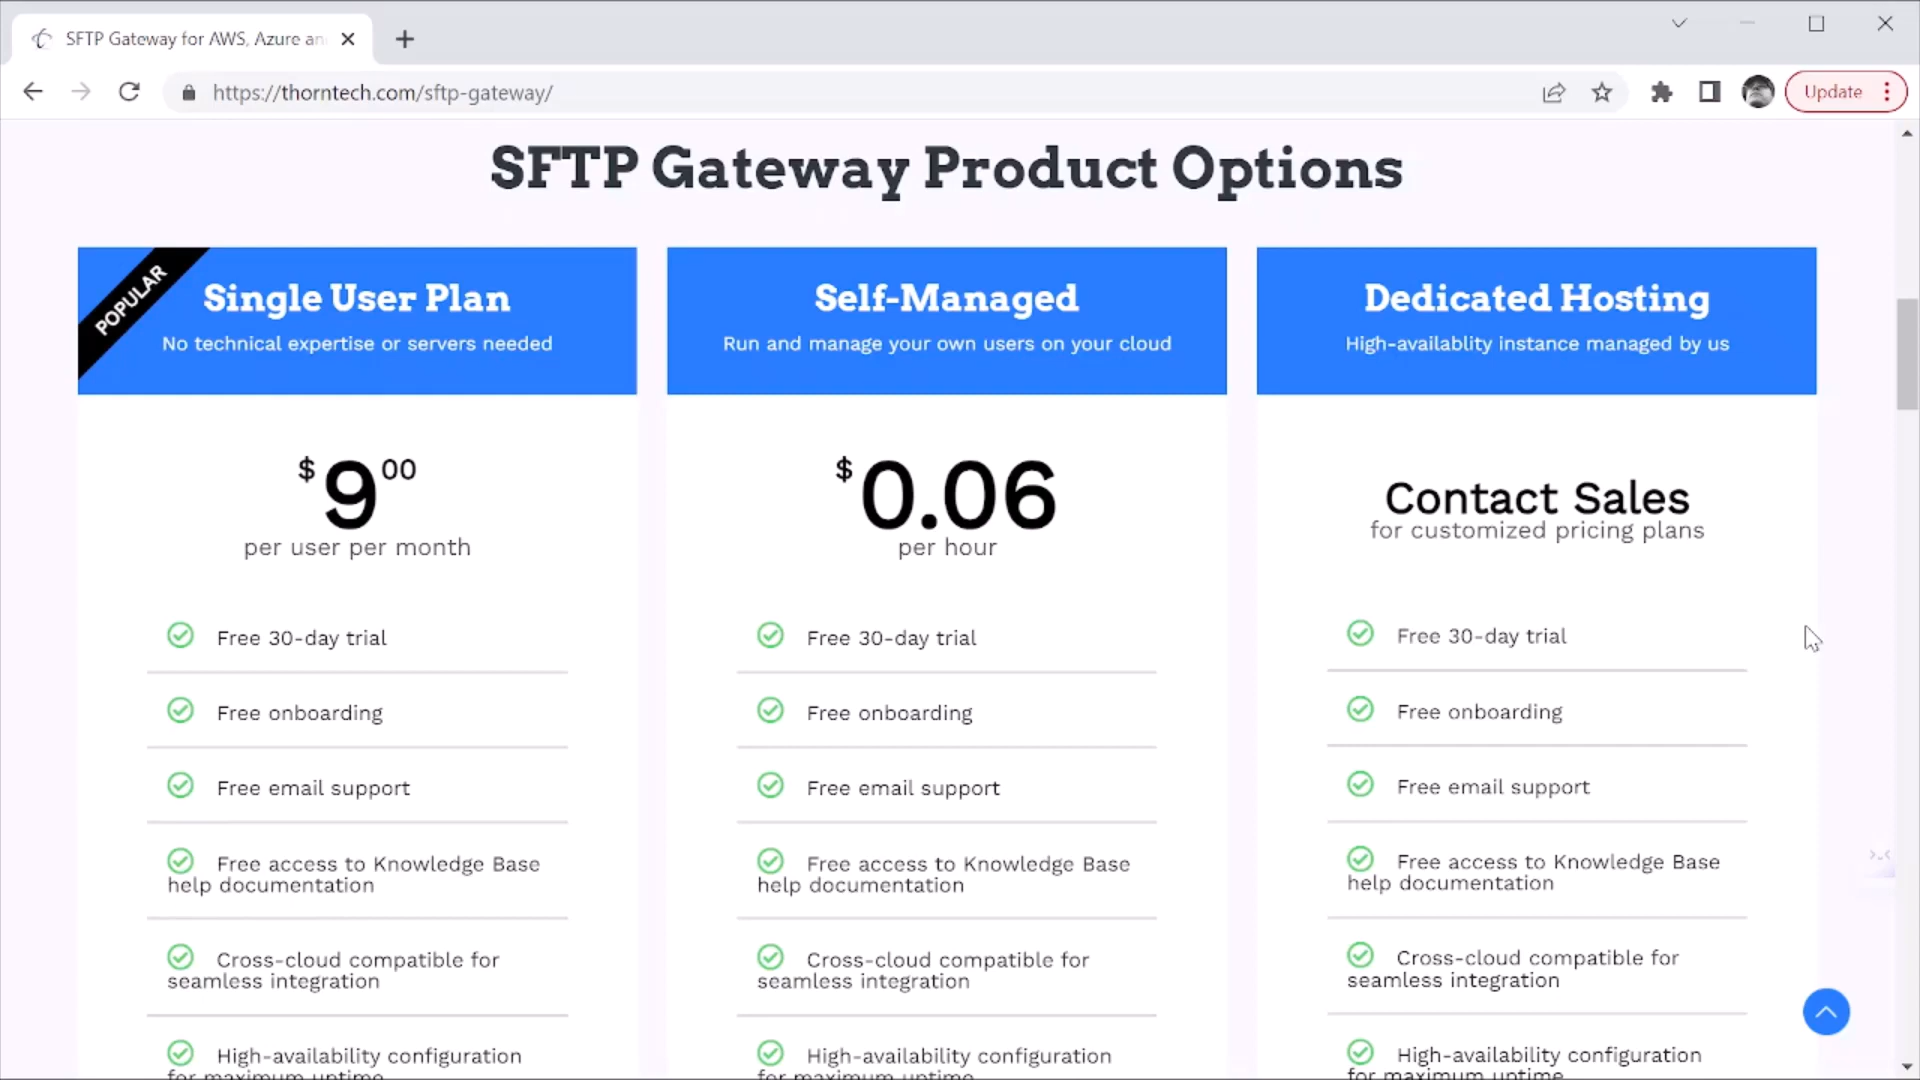 SFTP Gateway for AWS, Azure an
https://thorntech.com/sftp-gateway/
Update
SFTP Gateway Product Options
POPULAR
Single User Plan
No technical expertise or servers needed
$9 00
per user per month
Free 30-day trial
Free onboarding
Free email support
Free access to Knowledge Base
help documentation
Cross-cloud compatible for
seamless integration
High-availability configuration
for maximum uptime
Self-Managed
Run and manage your own users on your cloud
$0.06
per hour
Free 30-day trial
Free onboarding
Free email support
Free access to Knowledge Base
help documentation
Cross-cloud compatible for
seamless integration
High-availability configuration
for maximum uptime
Dedicated Hosting
High-availablity instance managed by us
Contact Sales
for customized pricing plans
Free 30-day trial
Free onboarding
Free email support
Free access to Knowledge Base
help documentation
Cross-cloud compatible for
seamless integration
High-availability configuration
for maximum uptime